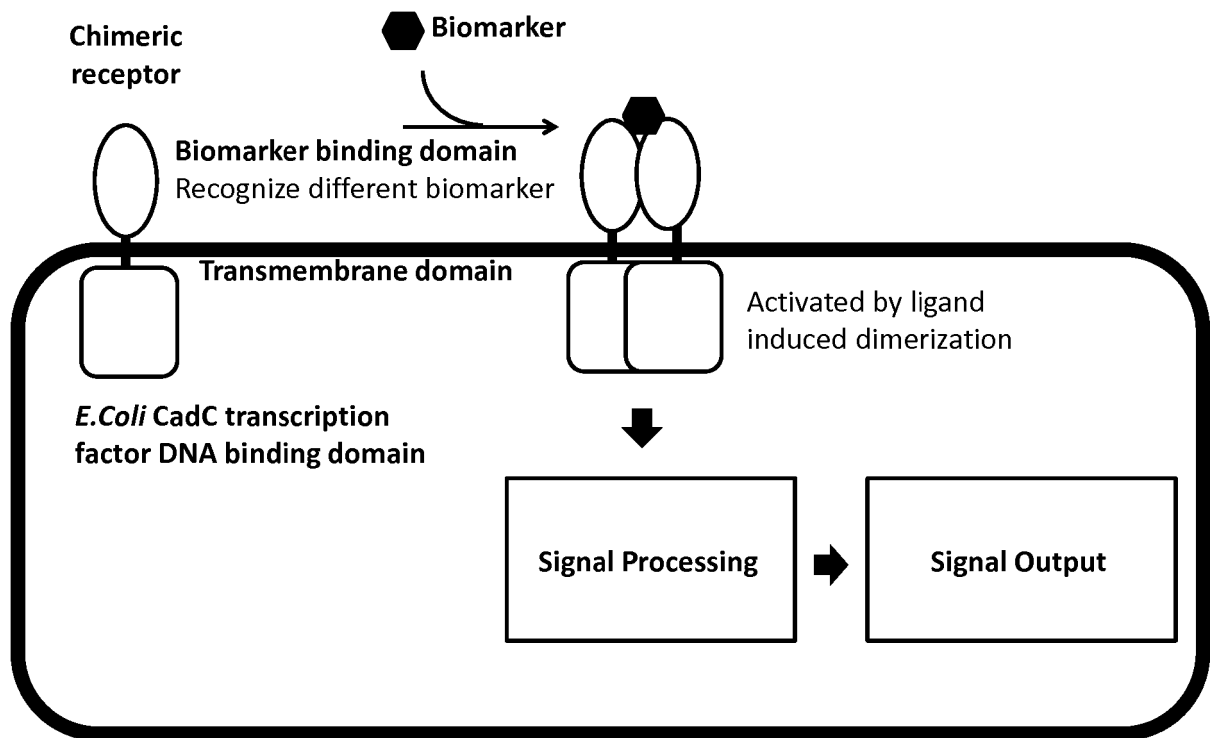 Chimeric
receptor
Biomarker
Biomarker binding domain
Recognize different biomarker
Transmembrane domain
Activated by ligand
induced dimerization
E.Coli CadC transcription
factor DNA binding domain
Signal Processing
Signal Output